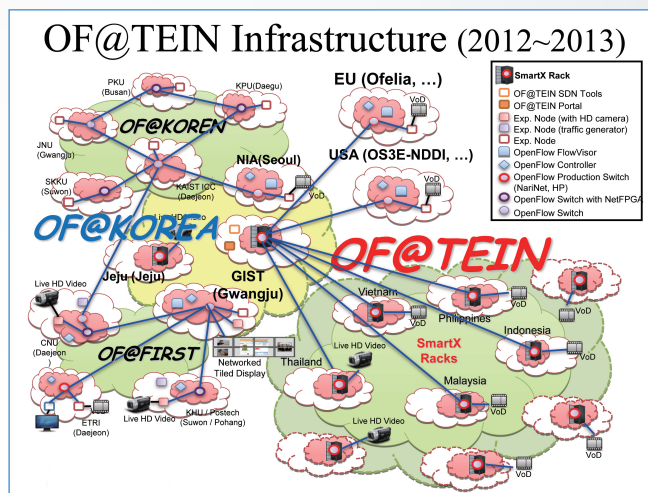 OF@TEIN Infrastructure (2012~2013)
PKU
(Busan)
KPU(Daegu)
EU (Ofelia, …)
VoD
SmartX Rack
OF@TEIN SDN Tools
OF@TEIN Portal
Exp. Node (with HD camera)
Exp. Node (traffic generator)
Exp. Node
OpenFlow FlowVisor
OpenFlow Controller
OpenFlow Production Switch
(NariNet, HP)
OpenFlow Switch with NetFPGA
OpenFlow Switch
OF@KOREN
JNU
(Gwangju)
NIA(Seoul)
USA (OS3E-NDDI, …)
VoD
SKKU
(Suwon)
KAIST ICC
(Daejeon)
VoD
Live HD Video
OF@KOREA
OF@TEIN
Jeju (Jeju)
GIST
(Gwangju)
Live HD Video
Vietnam
VoD
Philippines
VoD
VoD
CNU
(Daejeon
)
OF@FIRST
Networked
Tiled Display
SmartX
Racks
Indonesia
VoD
Thailand
Live HD Video
Malaysia
VoD
ETRI
(Daejeon)
Live HD Video
KHU / Postech
(Suwon / Pohang)
Live HD Video
VoD
VoD